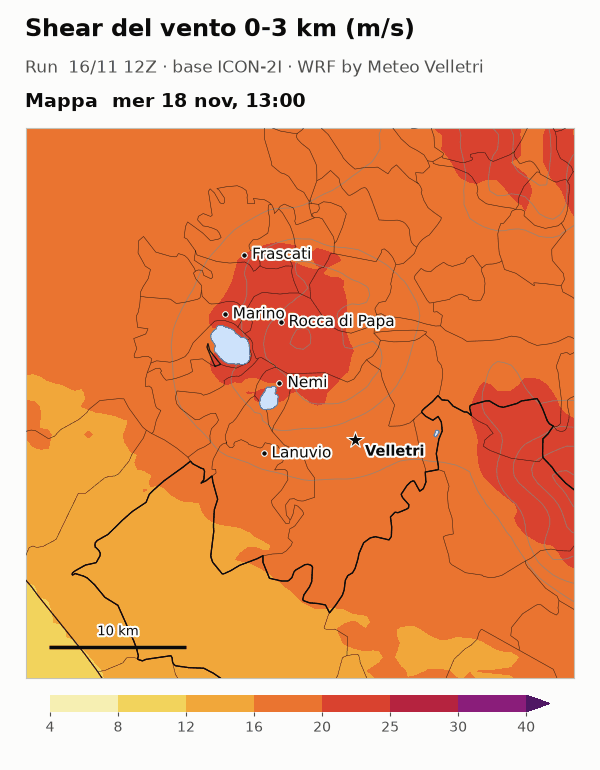 Shear del vento 0-3 km (m/s)
Run  16/11 12Z · base ICON-2I · WRF by Meteo Velletri
Mappa  mer 18 nov, 13:00
Frascati
Marino
Rocca di Papa
Nemi
Velletri
Lanuvio
10 km
4 8 12 16 20 25 30 40